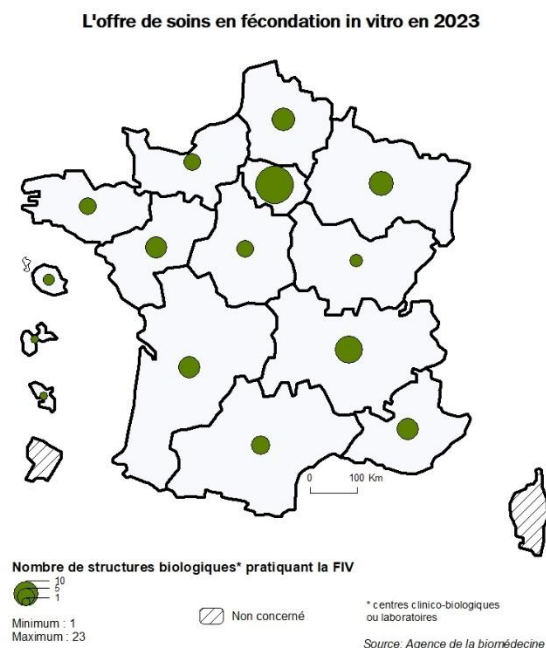 L'offre de soins en fécondation in vitro en 2023
0 100 Km
Nombre de structures biologiques* pratiquant la FIV
10
5
1
Minimum : 1
Maximum : 23
Non concerné
* centres clinico-biologiques
ou laboratoires
Source: Agence de la biomédecine